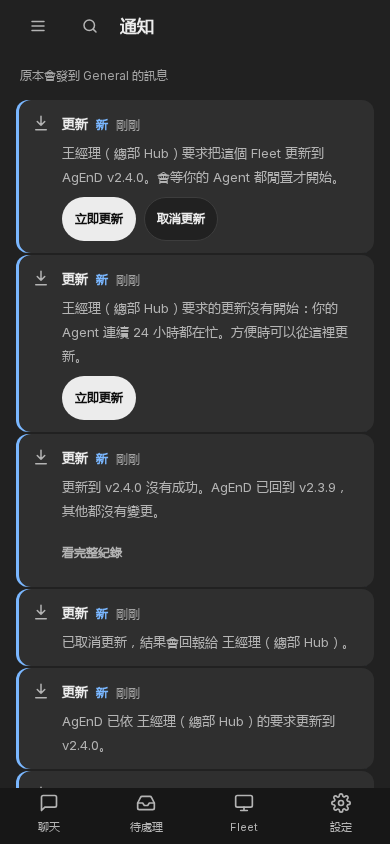 通知
原本會發到 General 的訊息
更新 新 剛剛
王經理（總部 Hub）要求把這個 Fleet 更新到
AgEnD v2.4.0。會等你的 Agent 都閒置才開始。
立即更新 取消更新
更新 新 剛剛
王經理（總部 Hub）要求的更新沒有開始：你的
Agent 連續 24 小時都在忙。方便時可以從這裡更
新。
立即更新
更新 新 剛剛
更新到 v2.4.0 沒有成功。AgEnD 已回到 v2.3.9，
其他都沒有變更。
看完整紀錄
更新 新 剛剛
已取消更新，結果會回報給 王經理（總部 Hub）。
更新 新 剛剛
AgEnD 已依 王經理（總部 Hub）的要求更新到
v2.4.0。
聊天 待處理 Fleet 設定